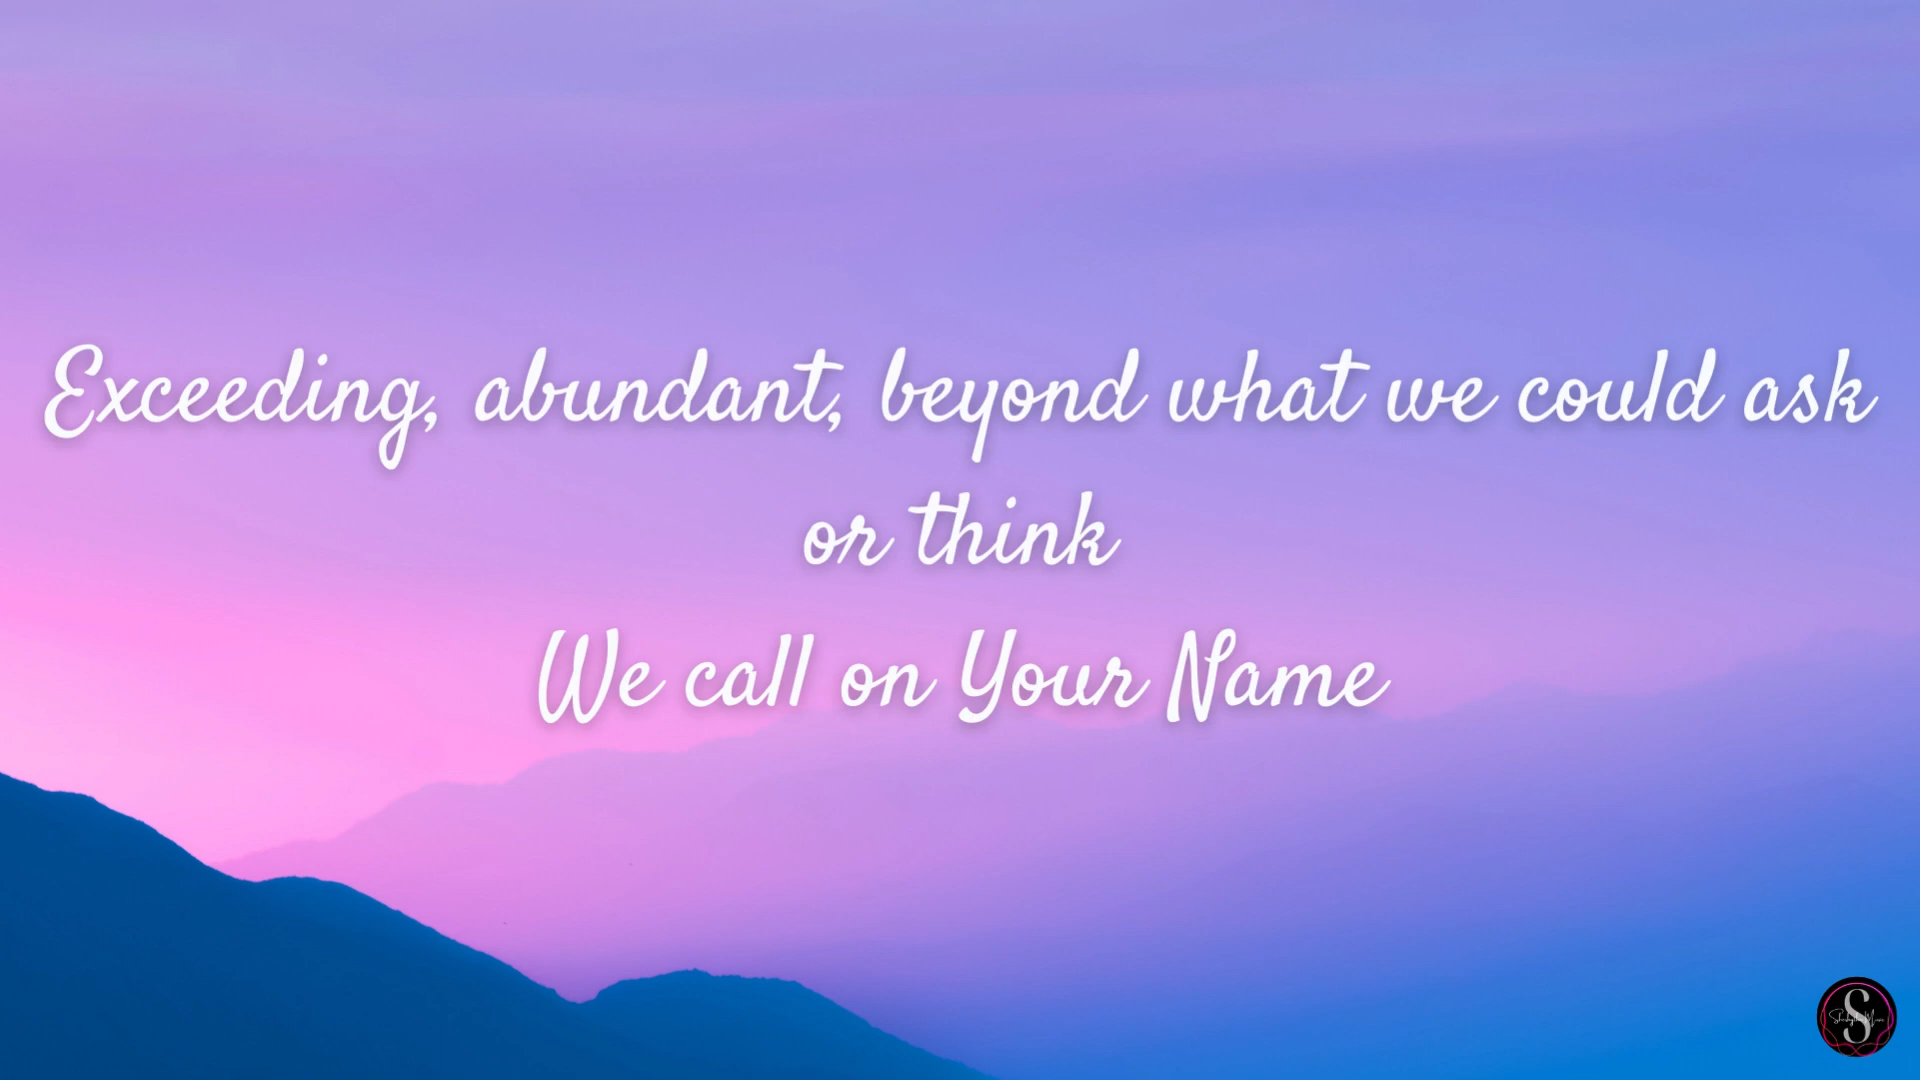 Exceeding, abundant, beyond what we could ask
or think
We call on Your Name
S